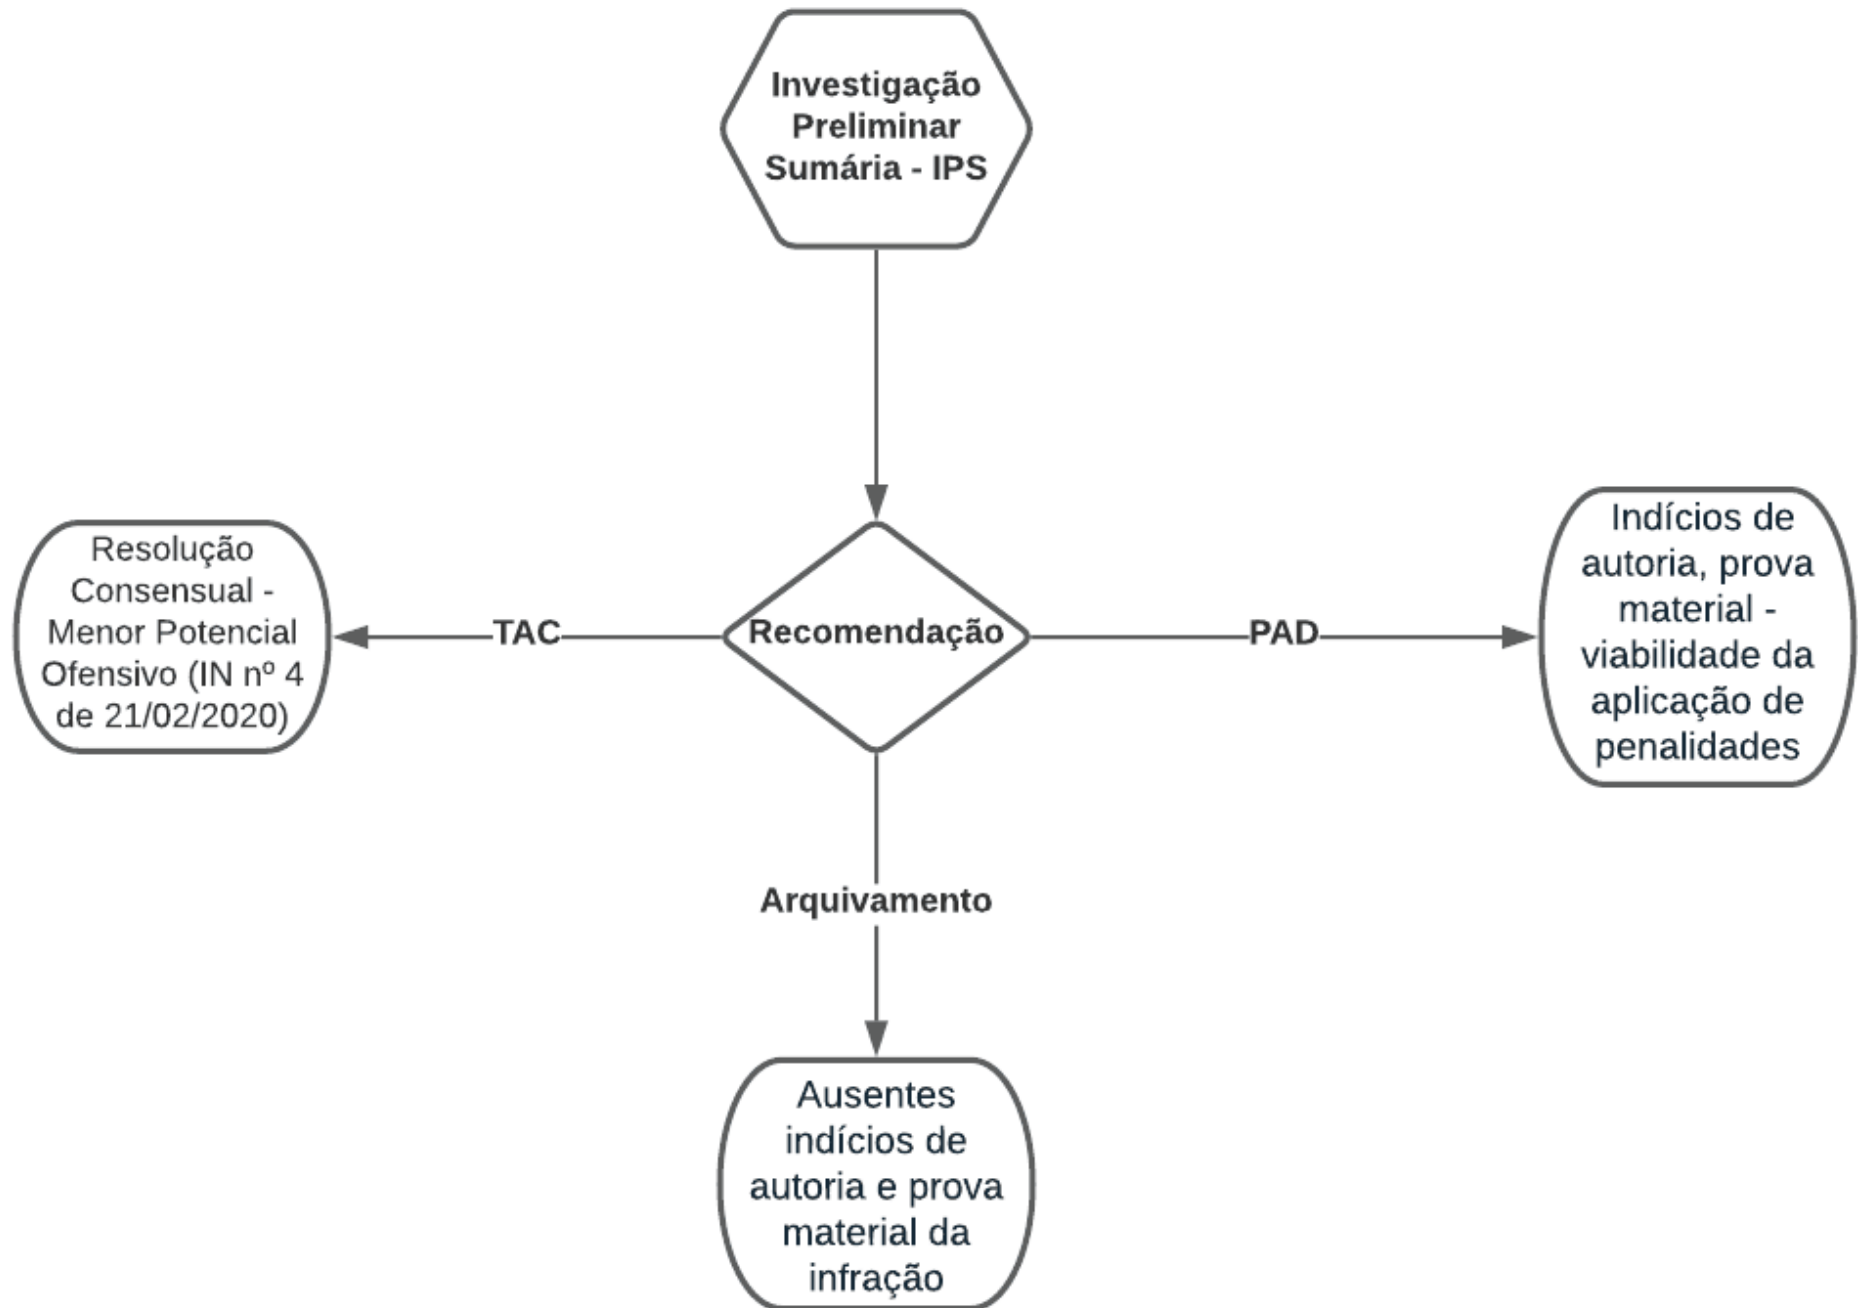 Investigação
Preliminar
Sumária - IPS
Resolução
Consensual -
Menor Potencial
Ofensivo (IN nº 4
de 21/02/2020)
TAC
Recomendação
PAD
Indícios de
autoria, prova
material -
viabilidade da
aplicação de
penalidades
Arquivamento
Ausentes
indícios de
autoria e prova
material da
infração